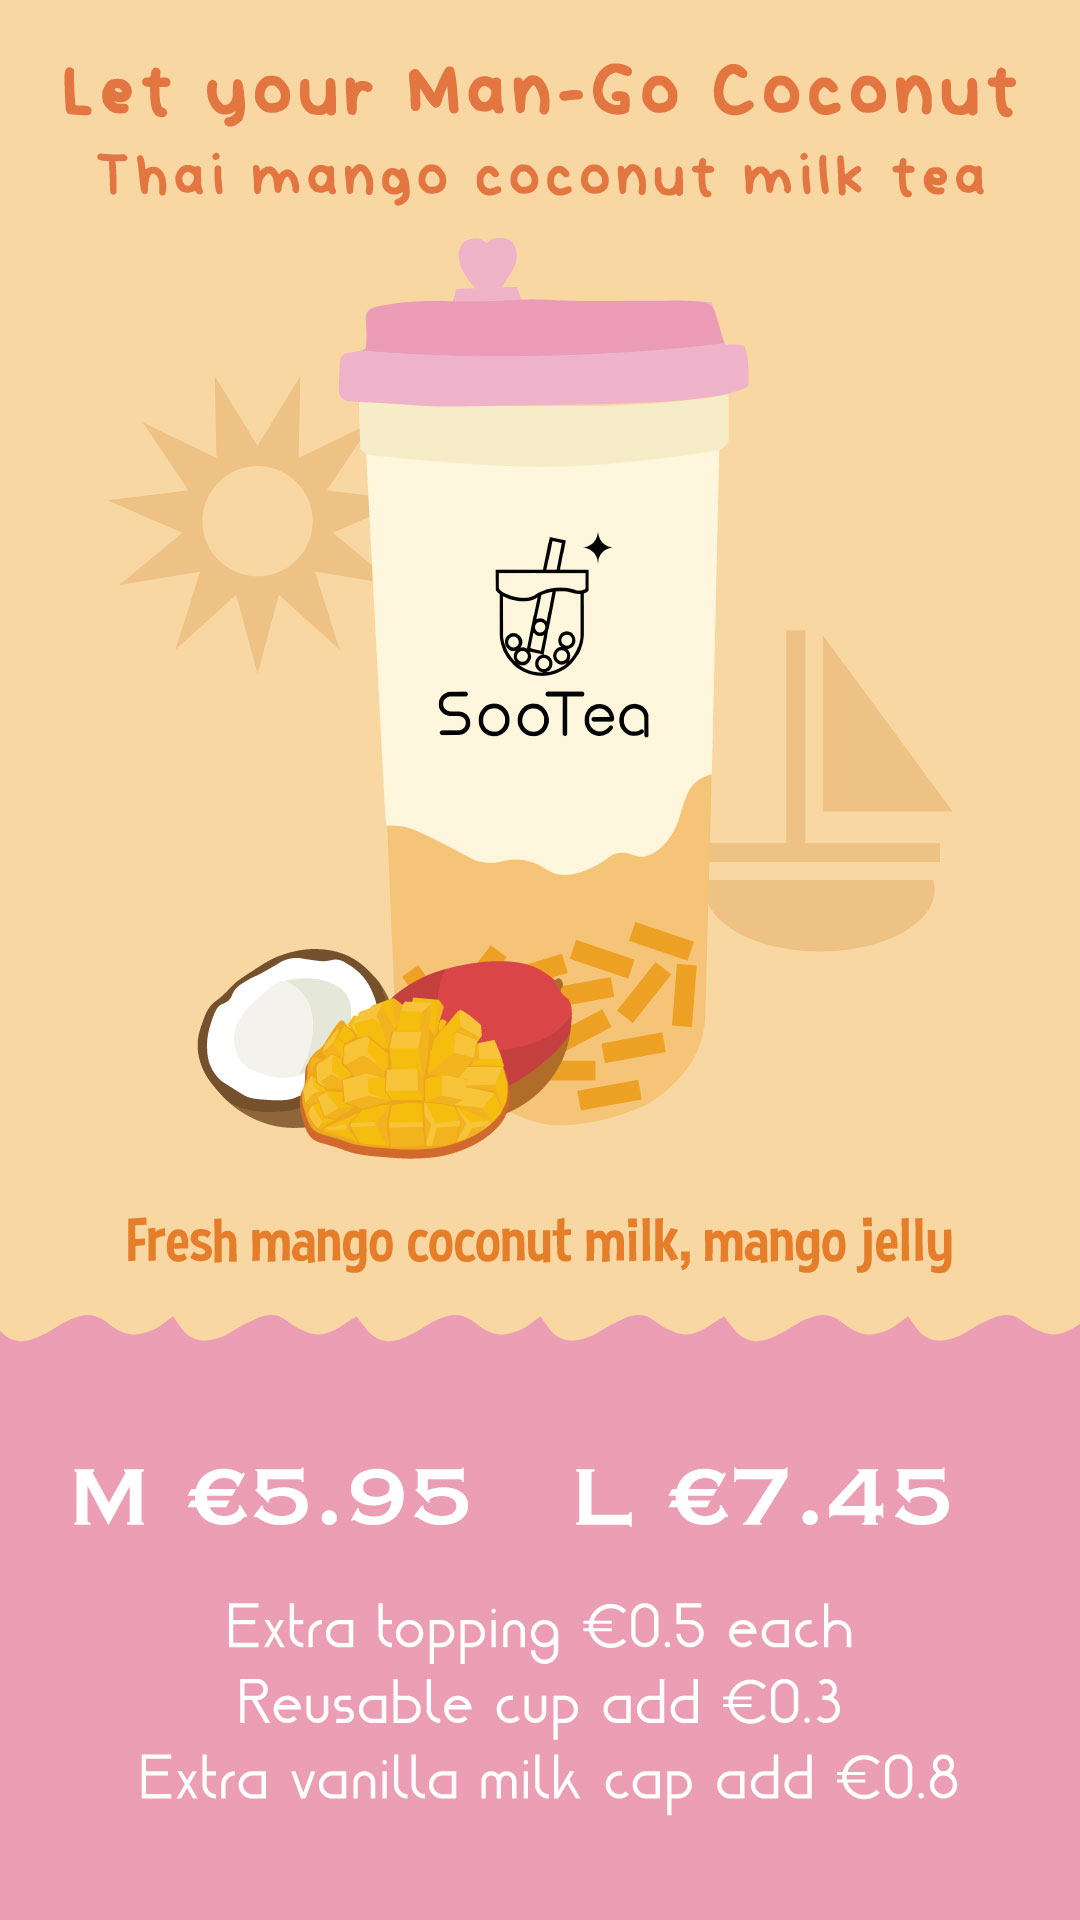 Let your Man-Go Coconut
Thai mango coconut milk tea
SooTea
Fresh mango coconut milk, mango jelly
M €5.95 L €7.45
Extra topping €0.5 each
Reusable cup add €0.3
Extra vanilla milk cap add €0.8